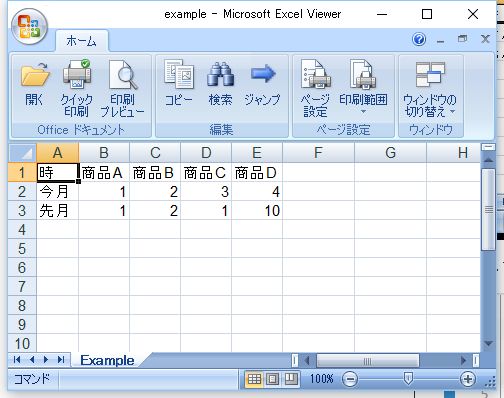 example - Microsoft Excel Viewer
ホーム
開く クイック印刷 印刷プレビュー コピー 検索 ジャンプ ページ設定 印刷範囲 ウィンドウの切り替え
Office ドキュメント 編集 ページ設定 ウィンドウ
A B C D E F G H
1 時 商品A 商品B 商品C 商品D
2 今月 1 2 3 4
3 先月 1 2 1 10
4
5
6
7
8
9
10
Example
コマンド 100%